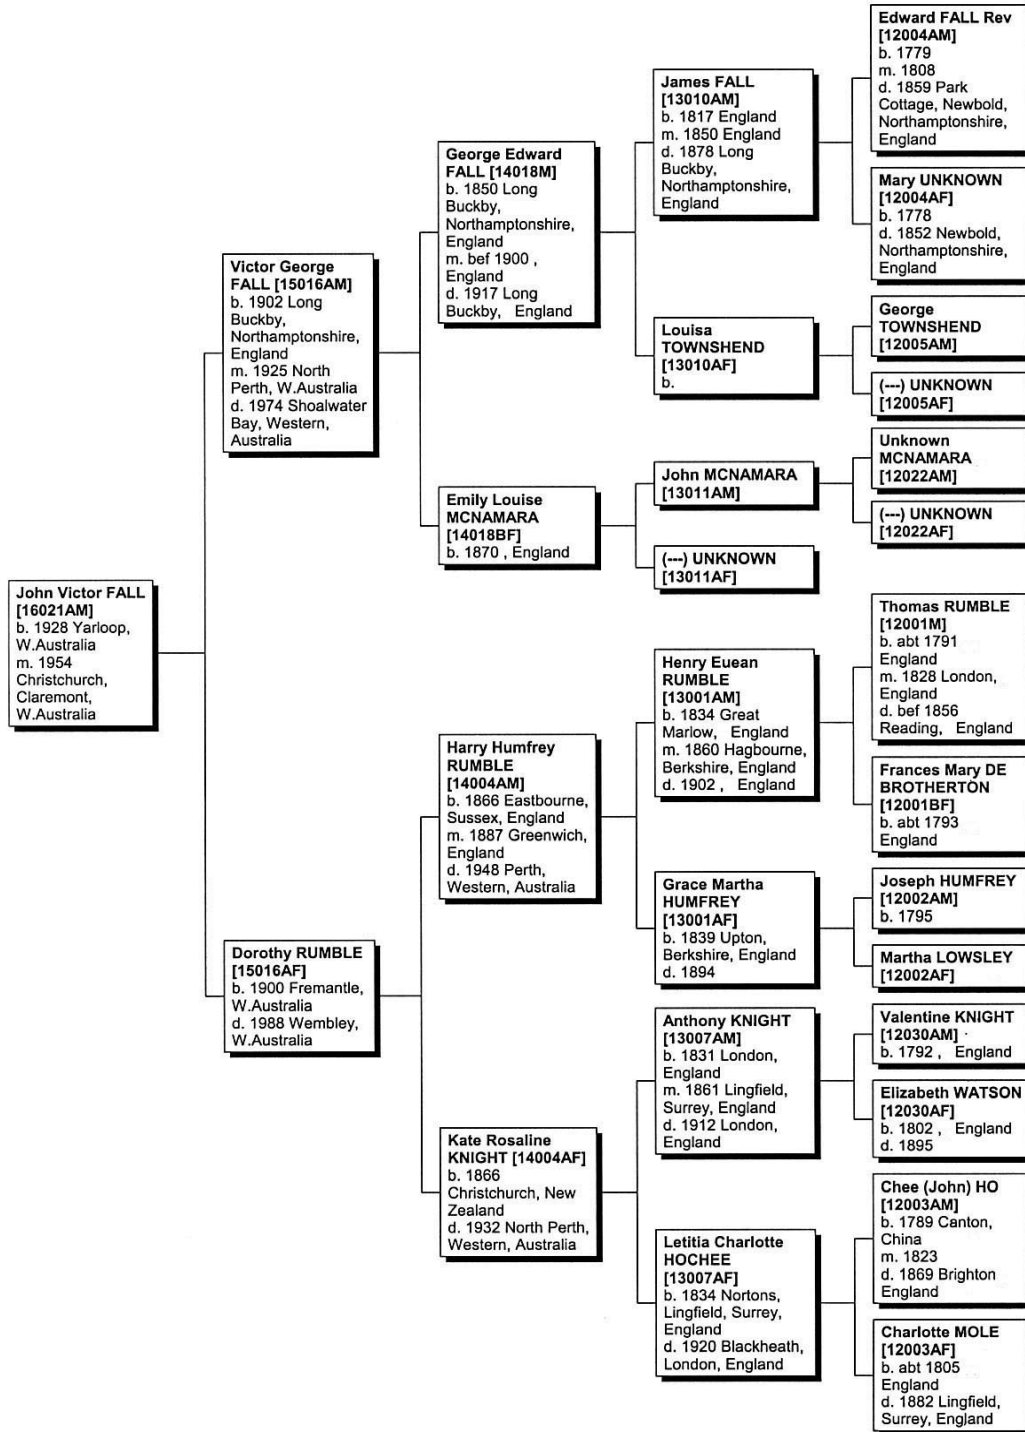 John Victor FALL
[16021AM]
b. 1928 Yarloop,
W.Australia
m. 1954
Christchurch,
Claremont,
W.Australia
Victor George
FALL [15016AM]
b. 1902 Long
Buckby,
Northamptonshire,
England
m. 1925 North
Perth, W.Australia
d. 1974 Shoalwater
Bay, Western,
Australia
Dorothy RUMBLE
[15016AF]
b. 1900 Fremantle,
W.Australia
d. 1988 Wembley,
W.Australia
George Edward
FALL [14018M]
b. 1850 Long
Buckby,
Northamptonshire,
England
m. bef 1900 ,
England
d. 1917 Long
Buckby, England
Emily Louise
MCNAMARA
[14018BF]
b. 1870 , England
Harry Humfrey
RUMBLE
[14004AM]
b. 1866 Eastbourne,
Sussex, England
m. 1887 Greenwich,
England
d. 1948 Perth,
Western, Australia
Kate Rosaline
KNIGHT [14004AF]
b. 1866
Christchurch, New
Zealand
d. 1932 North Perth,
Western, Australia
James FALL
[13010AM]
b. 1817 England
m. 1850 England
d. 1878 Long
Buckby,
Northamptonshire,
England
Louisa
TOWNSHEND
[13010AF]
b.
John MCNAMARA
[13011AM]
(---) UNKNOWN
[13011AF]
Henry Euean
RUMBLE
[13001AM]
b. 1834 Great
Marlow, England
m. 1860 Hagbourne,
Berkshire, England
d. 1902 , England
Grace Martha
HUMFREY
[13001AF]
b. 1839 Upton,
Berkshire, England
d. 1894
Anthony KNIGHT
[13007AM]
b. 1831 London,
England
m. 1861 Lingfield,
Surrey, England
d. 1912 London,
England
Letitia Charlotte
HOCHEE
[13007AF]
b. 1834 Nortons,
Lingfield, Surrey,
England
d. 1920 Blackheath,
London, England
Edward FALL Rev
[12004AM]
b. 1779
m. 1808
d. 1859 Park
Cottage, Newbold,
Northamptonshire,
England
Mary UNKNOWN
[12004AF]
b. 1778
d. 1852 Newbold,
Northamptonshire,
England
George
TOWNSHEND
[12005AM]
(---) UNKNOWN
[12005AF]
Unknown
MCNAMARA
[12022AM]
(---) UNKNOWN
[12022AF]
Thomas RUMBLE
[12001M]
b. abt 1791
England
m. 1828 London,
England
d. bef 1856
Reading, England
Frances Mary DE
BROTHERTON
[12001BF]
b. abt 1793
England
Joseph HUMFREY
[12002AM]
b. 1795
Martha LOWSLEY
[12002AF]
Valentine KNIGHT
[12030AM]
b. 1792 , England
Elizabeth WATSON
[12030AF]
b. 1802 , England
d. 1895
Chee (John) HO
[12003AM]
b. 1789 Canton,
China
m. 1823
d. 1869 Brighton
England
Charlotte MOLE
[12003AF]
b. abt 1805
England
d. 1882 Lingfield,
Surrey, England